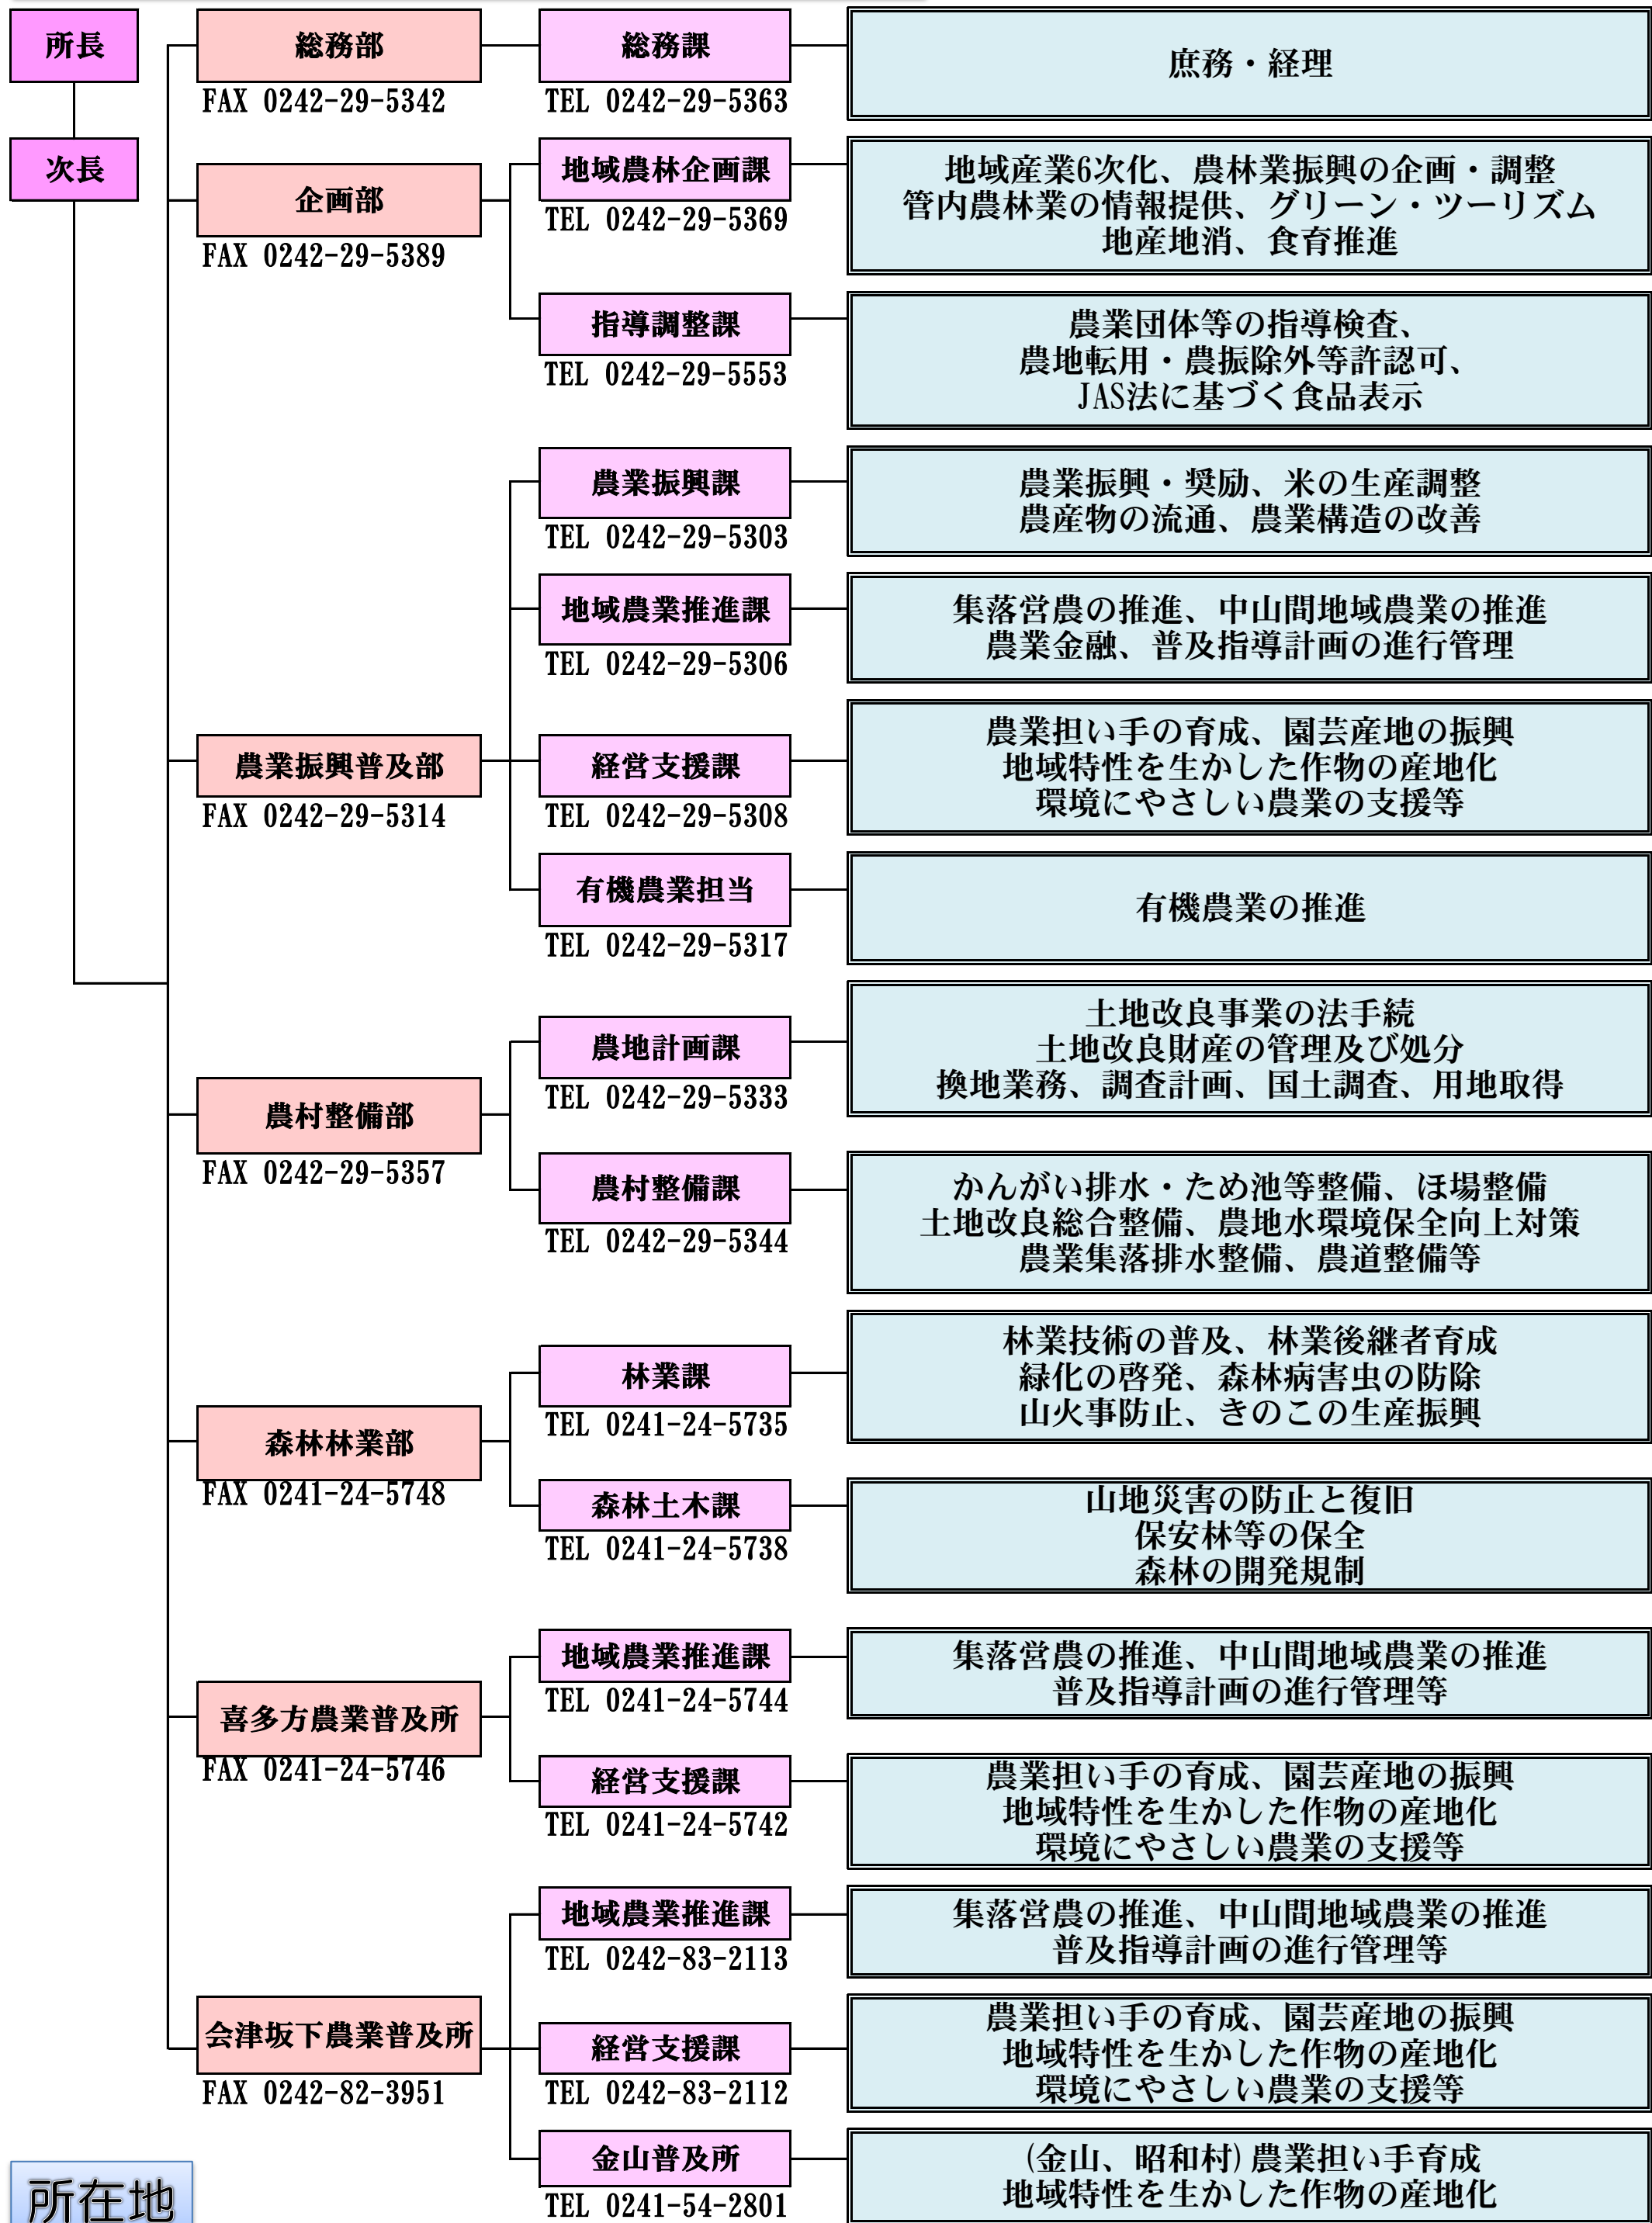 所長
次長
総務部
FAX 0242-29-5342
総務課
TEL 0242-29-5363
庶務・経理
企画部
FAX 0242-29-5389
地域農林企画課
TEL 0242-29-5369
地域産業6次化、農林業振興の企画・調整
管内農林業の情報提供、グリーン・ツーリズム
地産地消、食育推進
指導調整課
TEL 0242-29-5553
農業団体等の指導検査、
農地転用・農振除外等許認可、
JAS法に基づく食品表示
農業振興普及部
FAX 0242-29-5314
農業振興課
TEL 0242-29-5303
農業振興・奨励、米の生産調整
農産物の流通、農業構造の改善
地域農業推進課
TEL 0242-29-5306
集落営農の推進、中山間地域農業の推進
農業金融、普及指導計画の進行管理
経営支援課
TEL 0242-29-5308
農業担い手の育成、園芸産地の振興
地域特性を生かした作物の産地化
環境にやさしい農業の支援等
有機農業担当
TEL 0242-29-5317
有機農業の推進
農村整備部
FAX 0242-29-5357
農地計画課
TEL 0242-29-5333
土地改良事業の法手続
土地改良財産の管理及び処分
換地業務、調査計画、国土調査、用地取得
農村整備課
TEL 0242-29-5344
かんがい排水・ため池等整備、ほ場整備
土地改良総合整備、農地水環境保全向上対策
農業集落排水整備、農道整備等
森林林業部
FAX 0241-24-5748
林業課
TEL 0241-24-5735
林業技術の普及、林業後継者育成
緑化の啓発、森林病害虫の防除
山火事防止、きのこの生産振興
森林土木課
TEL 0241-24-5738
山地災害の防止と復旧
保安林等の保全
森林の開発規制
喜多方農業普及所
FAX 0241-24-5746
地域農業推進課
TEL 0241-24-5744
集落営農の推進、中山間地域農業の推進
普及指導計画の進行管理等
経営支援課
TEL 0241-24-5742
農業担い手の育成、園芸産地の振興
地域特性を生かした作物の産地化
環境にやさしい農業の支援等
会津坂下農業普及所
FAX 0242-82-3951
地域農業推進課
TEL 0242-83-2113
集落営農の推進、中山間地域農業の推進
普及指導計画の進行管理等
経営支援課
TEL 0242-83-2112
農業担い手の育成、園芸産地の振興
地域特性を生かした作物の産地化
環境にやさしい農業の支援等
金山普及所
TEL 0241-54-2801
(金山、昭和村)農業担い手育成
地域特性を生かした作物の産地化
所在地